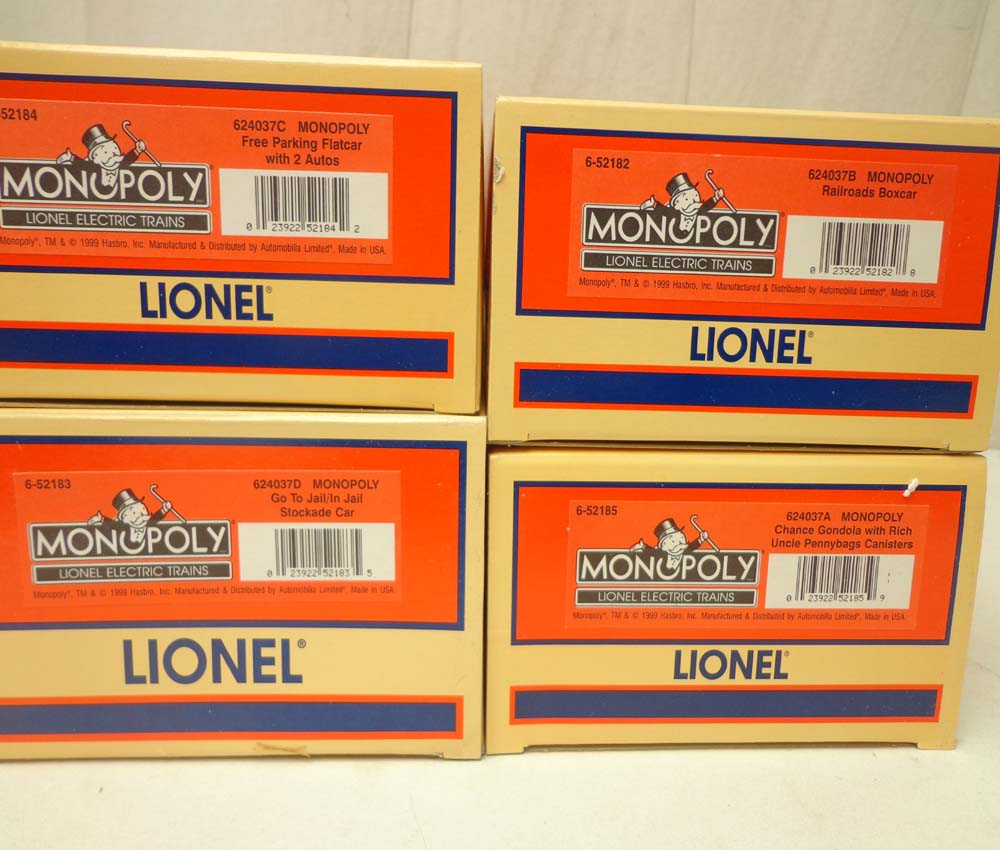 -52184
624037C MONOPOLY
Free Parking Flatcar
with 2 Autos
MONOPOLY
LIONEL ELECTRIC TRAINS
0 23922 52184 2
Monopoly®, TM & © 1999 Hasbro, Inc. Manufactured & Distributed by Automobilia Limited®, Made in USA.
LIONEL®
6-52182
624037B MONOPOLY
Railroads Boxcar
MONOPOLY
LIONEL ELECTRIC TRAINS
0 23922 52182 8
Monopoly®, TM & © 1999 Hasbro, Inc. Manufactured & Distributed by Automobilia Limited®, Made in USA.
LIONEL®
6-52183
624037D MONOPOLY
Go To Jail/In Jail
Stockade Car
MONOPOLY
LIONEL ELECTRIC TRAINS
0 23922 52183 5
Monopoly®, TM & © 1999 Hasbro, Inc. Manufactured & Distributed by Automobilia Limited®, Made in USA
LIONEL®
6-52185
624037A MONOPOLY
Chance Gondola with Rich
Uncle Pennybags Canisters
MONOPOLY
LIONEL ELECTRIC TRAINS
0 23922 52185 9
Monopoly®, TM & © 1999 Hasbro, Inc. Manufactured & Distributed by Automobilia Limited®, Made in USA
LIONEL®